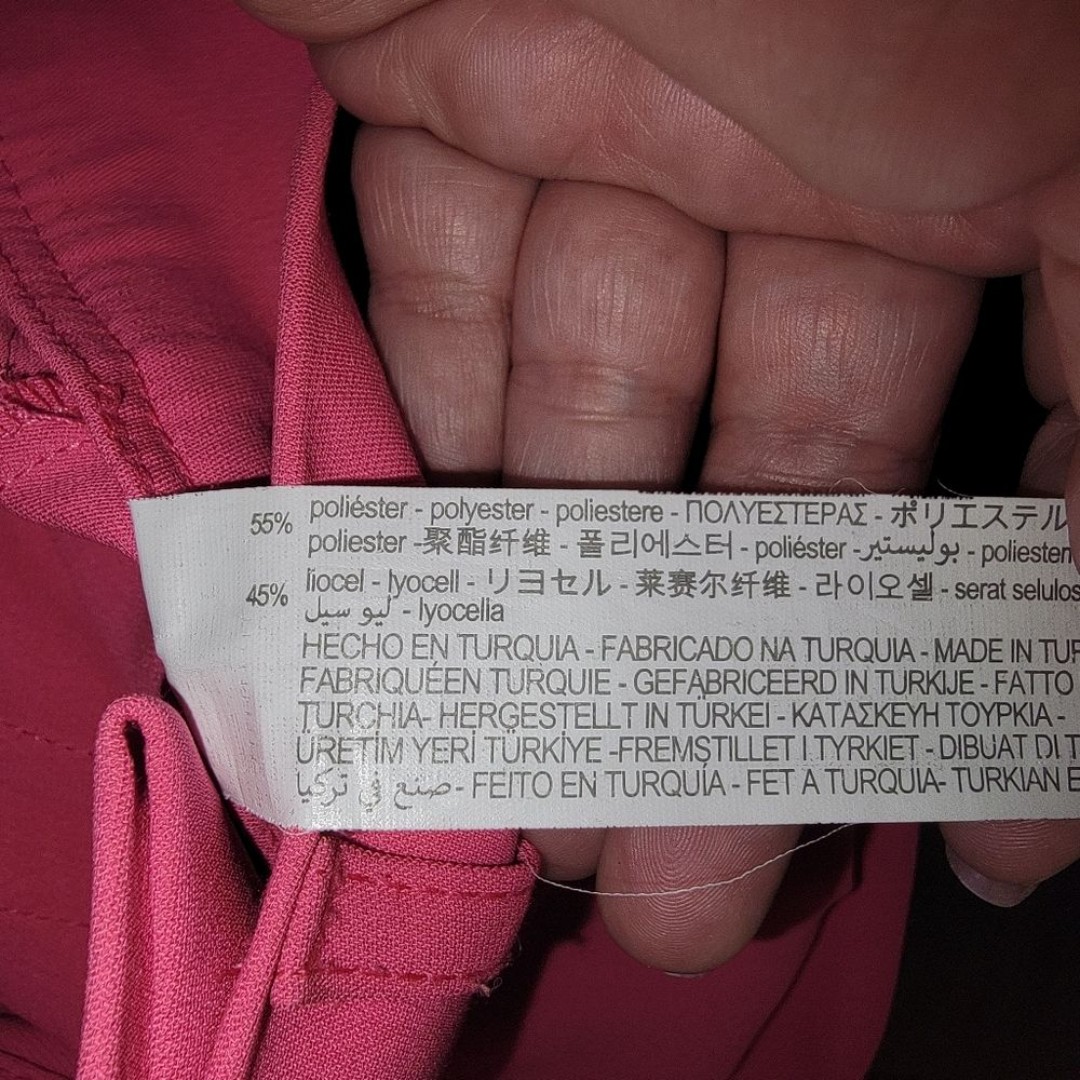 55% poliéster - polyester - poliestere - ΠΟΛΥΕΣΤΕΡΑΣ - ポリエステル
poliester -聚酯纤维 - 폴리에스터 - poliéster - بوليستير - poliester
45% liocel - lyocell - リヨセル - 莱赛尔纤维 - 라이오셀 - serat selulos
ليو سيل - lyocelia
HECHO EN TURQUIA - FABRICADO NA TURQUIA - MADE IN TUR
FABRIQUÉEN TURQUIE - GEFABRICEERD IN TURKIJE - FATTO
TURCHIA- HERGESTELLT IN TÜRKEI - ΚΑΤΑΣΚΕΥΗ ΤΟΥΡΚΙΑ -
ÜRETİM YERİ TÜRKİYE -FREMSTILLET I TYRKIET - DIBUAT DI T
صنع في تركيا - FEITO EN TURQUÍA - FET A TURQUIA- TURKIAN E